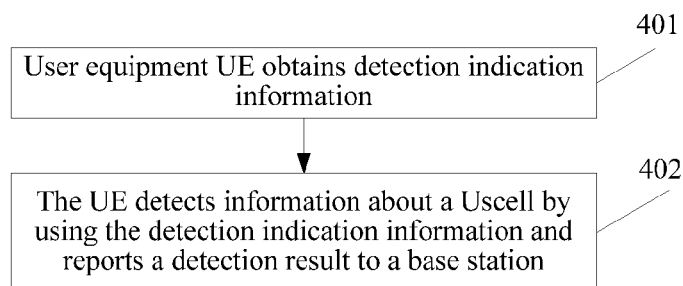 401
User equipment UE obtains detection indication
information
402
The UE detects information about a Uscell by
using the detection indication information and
reports a detection result to a base station